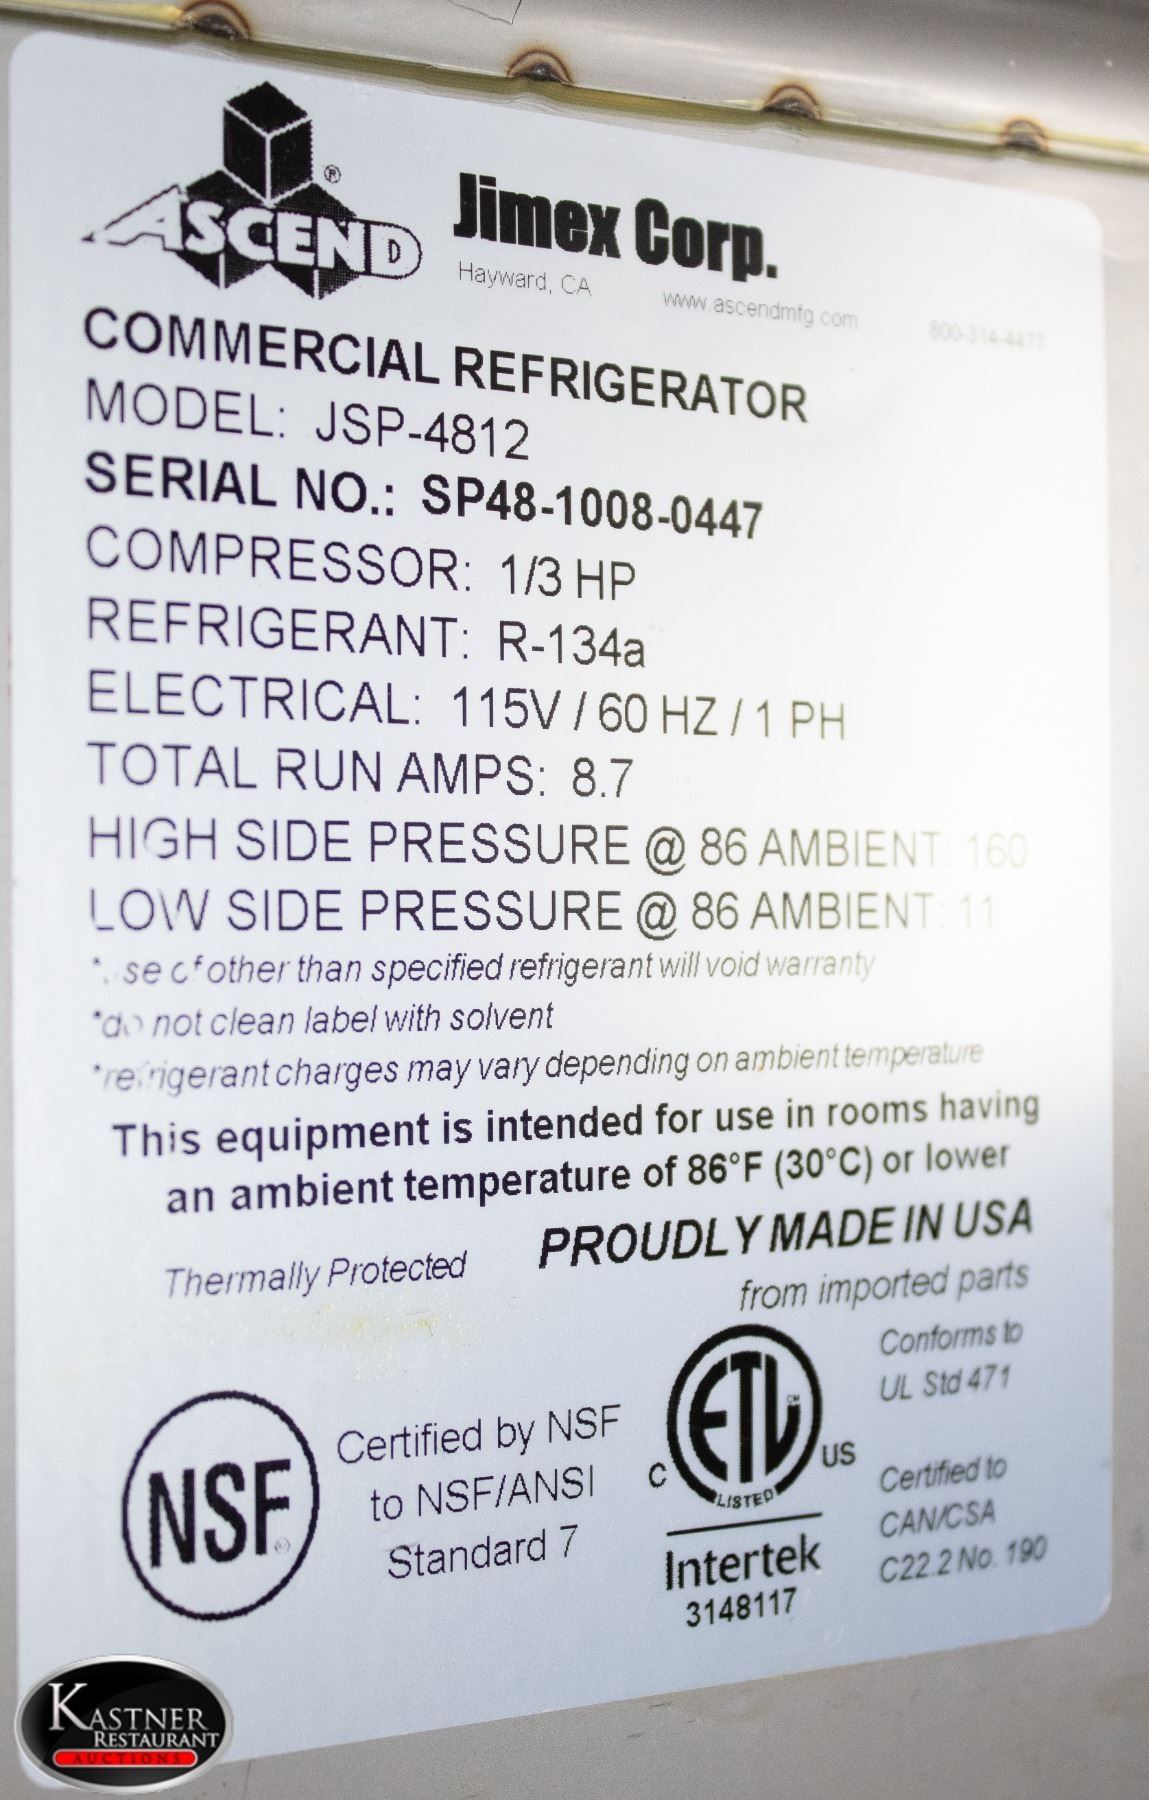 ASCEND®
Jimex Corp.
Hayward, CA www.ascendmfg.com 800-314-4477
COMMERCIAL REFRIGERATOR
MODEL: JSP-4812
SERIAL NO.: SP48-1008-0447
COMPRESSOR: 1/3 HP
REFRIGERANT: R-134a
ELECTRICAL: 115V / 60 HZ / 1 PH
TOTAL RUN AMPS: 8.7
HIGH SIDE PRESSURE @ 86 AMBIENT: 160
LOW SIDE PRESSURE @ 86 AMBIENT: 11
*use of other than specified refrigerant will void warranty
*do not clean label with solvent
*refrigerant charges may vary depending on ambient temperature
This equipment is intended for use in rooms having
an ambient temperature of 86°F (30°C) or lower
Thermally Protected
PROUDLY MADE IN USA
from imported parts
NSF®
Certified by NSF
to NSF/ANSI
Standard 7
C ETL US
CM
LISTED
Intertek
3148117
Conforms to
UL Std 471
Certified to
CAN/CSA
C22.2 No. 190
KASTNER
RESTAURANT
AUCTIONS